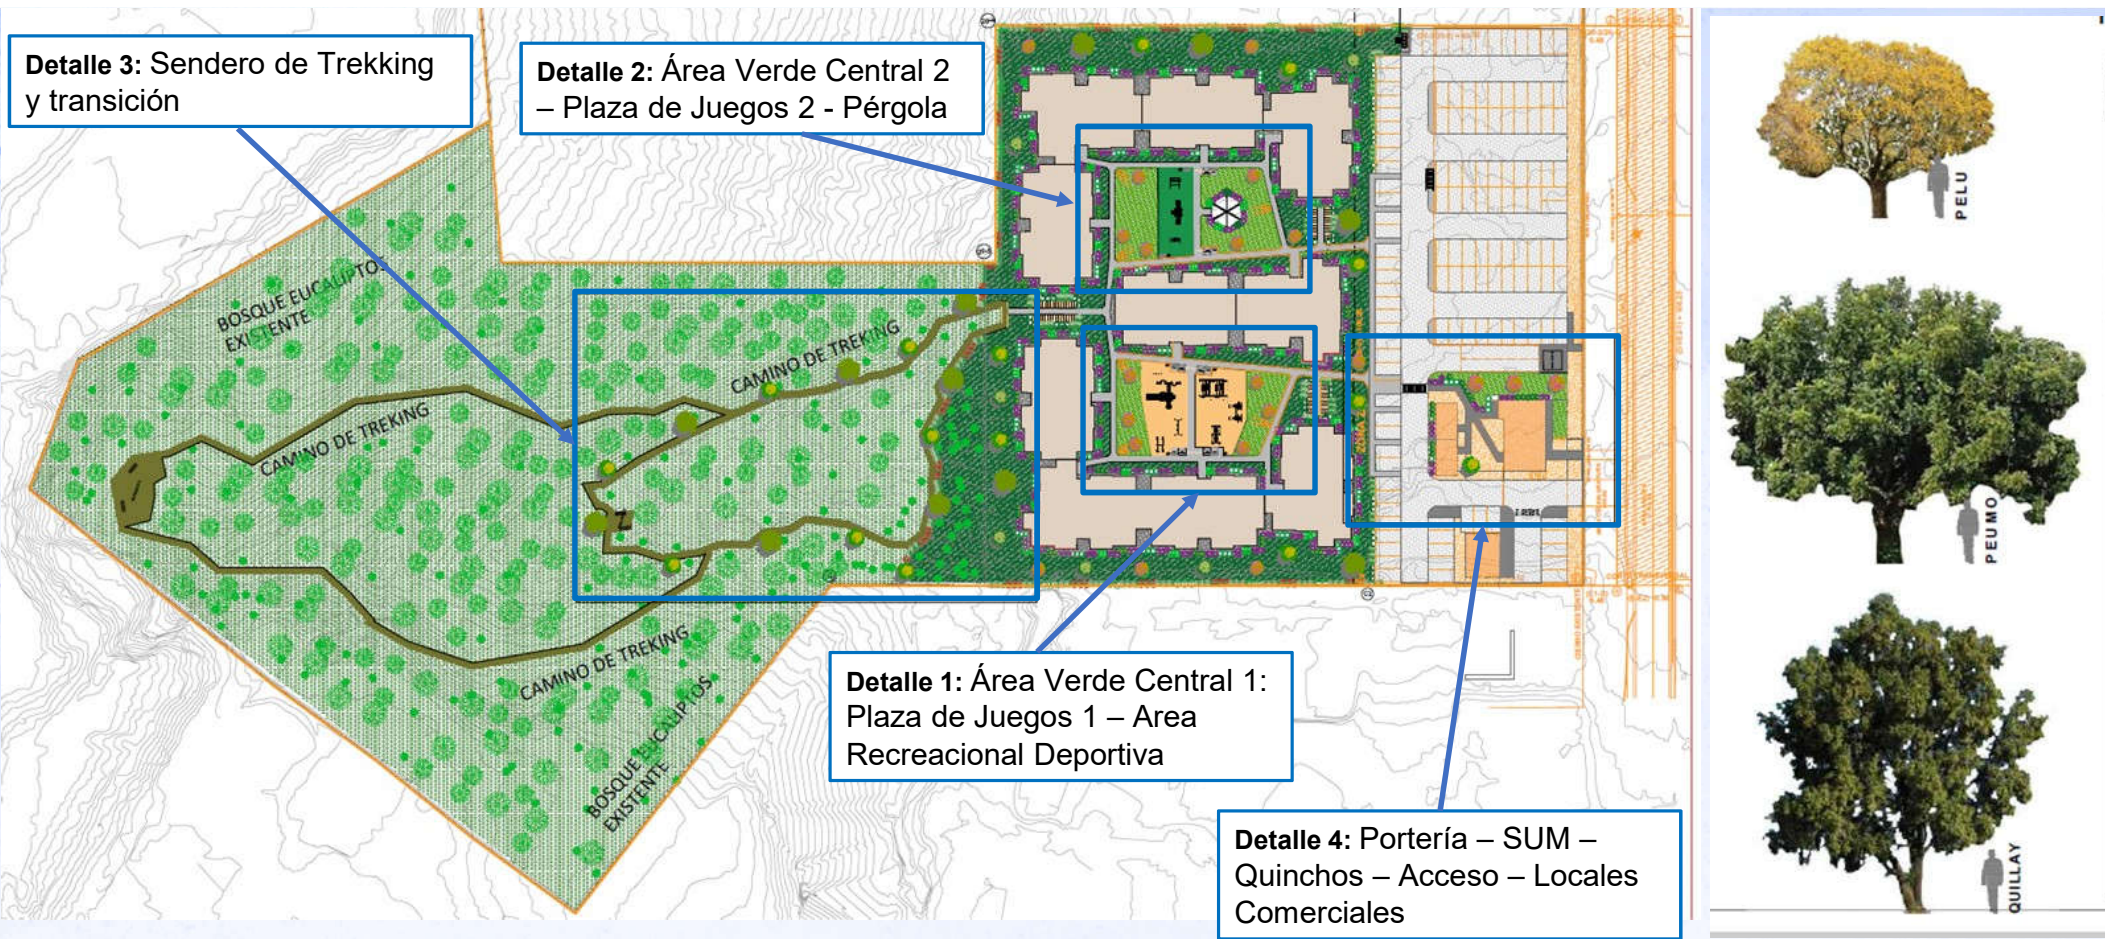 Detalle 3: Sendero de Trekking
y transición
Detalle 2: Área Verde Central 2
– Plaza de Juegos 2 - Pérgola
BOSQUE EUCALIPTOS
EXISTENTE
CAMINO DE TREKING
CAMINO DE TREKING
CAMINO DE TREKING
BOSQUE EUCALIPTOS
EXISTENTE
Detalle 1: Área Verde Central 1:
Plaza de Juegos 1 – Area
Recreacional Deportiva
Detalle 4: Portería – SUM –
Quinchos – Acceso – Locales
Comerciales
PELU
PEUMO
QUILLAY